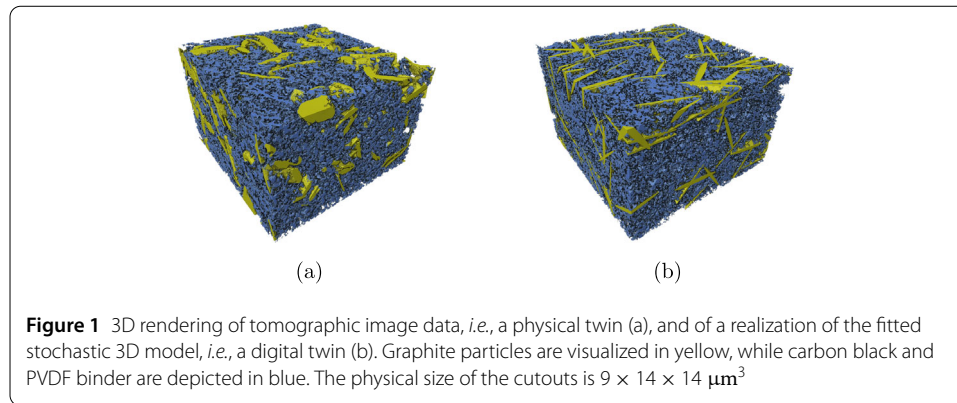 (a)
(b)
Figure 1 3D rendering of tomographic image data, i.e., a physical twin (a), and of a realization of the fitted
stochastic 3D model, i.e., a digital twin (b). Graphite particles are visualized in yellow, while carbon black and
PVDF binder are depicted in blue. The physical size of the cutouts is 9 × 14 × 14 μm³